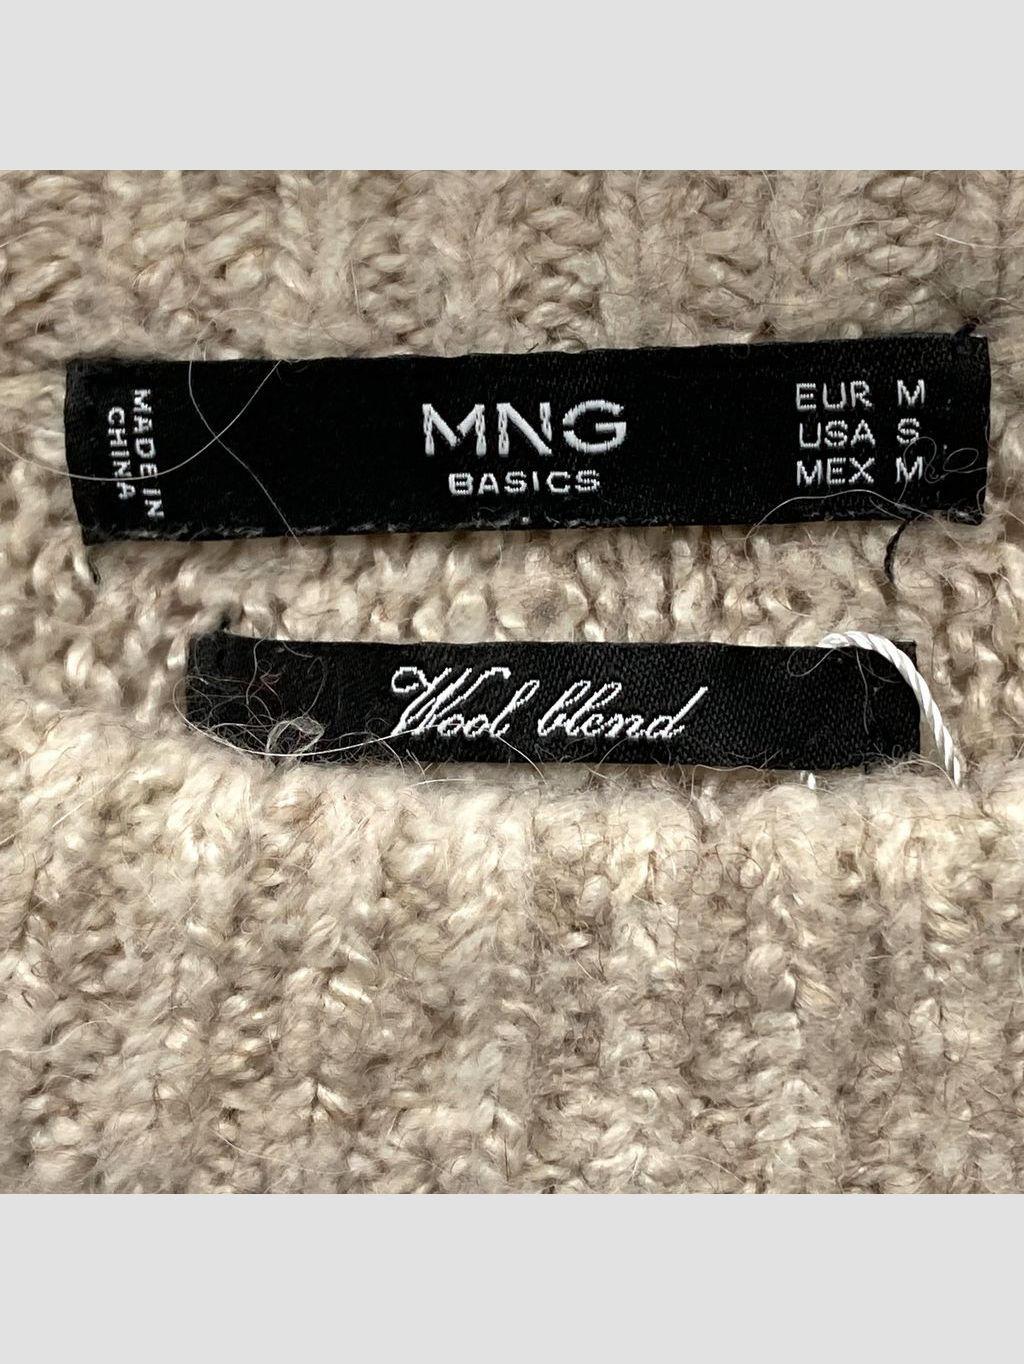 MADE IN
CHINA
MNG
BASICS
EUR M
USA S
MEX M
Wool blend